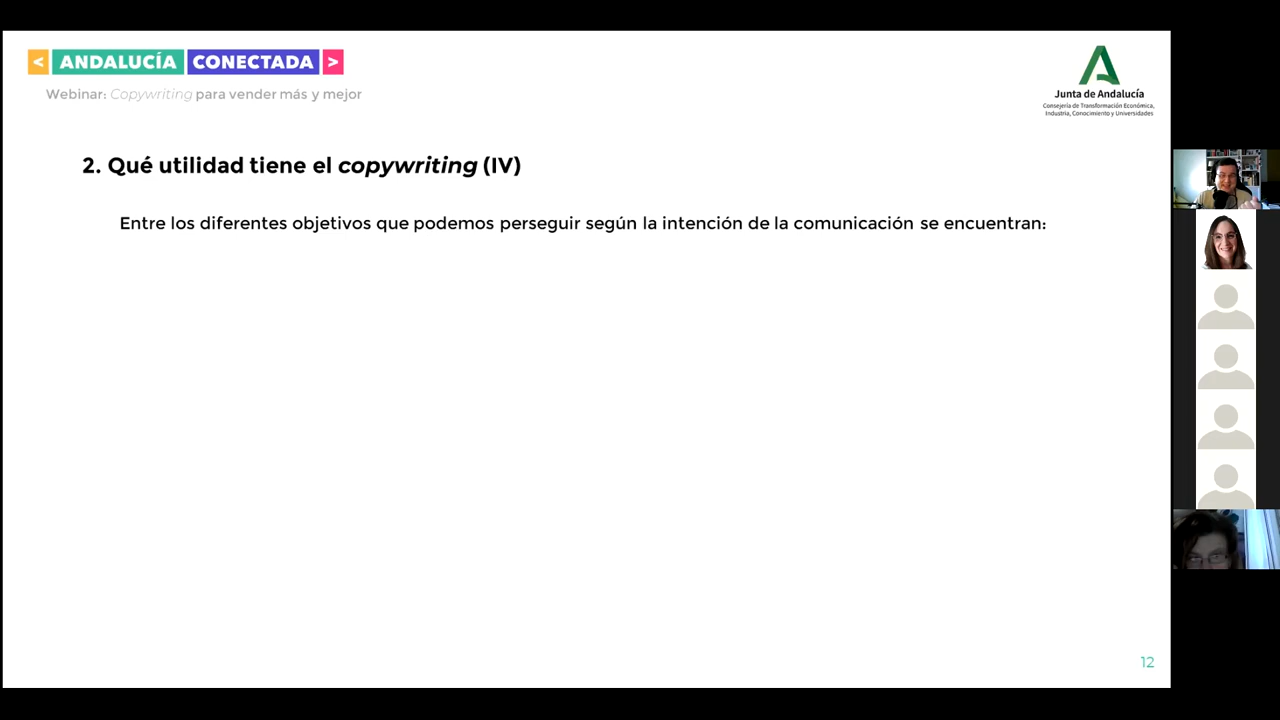 < ANDALUCÍA CONECTADA >
Webinar: Copywriting para vender más y mejor
Junta de Andalucía
Consejería de Transformación Económica,
Industria, Conocimiento y Universidades
2. Qué utilidad tiene el copywriting (IV)
Entre los diferentes objetivos que podemos perseguir según la intención de la comunicación se encuentran:
12